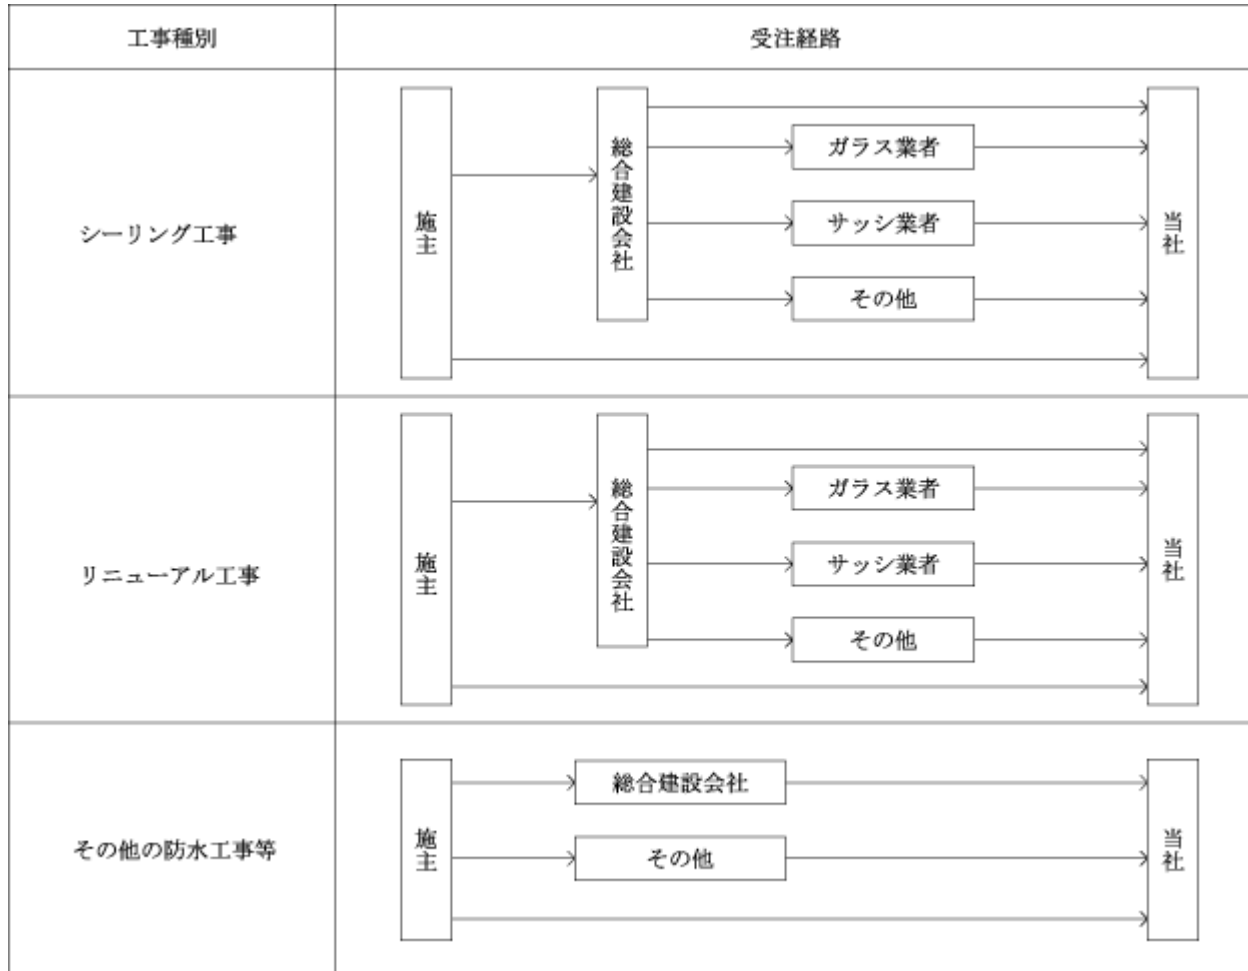 工事種別
受注経路
シーリング工事
施主
総合建設会社
ガラス業者
サッシ業者
その他
当社
リニューアル工事
施主
総合建設会社
ガラス業者
サッシ業者
その他
当社
その他の防水工事等
施主
総合建設会社
その他
当社